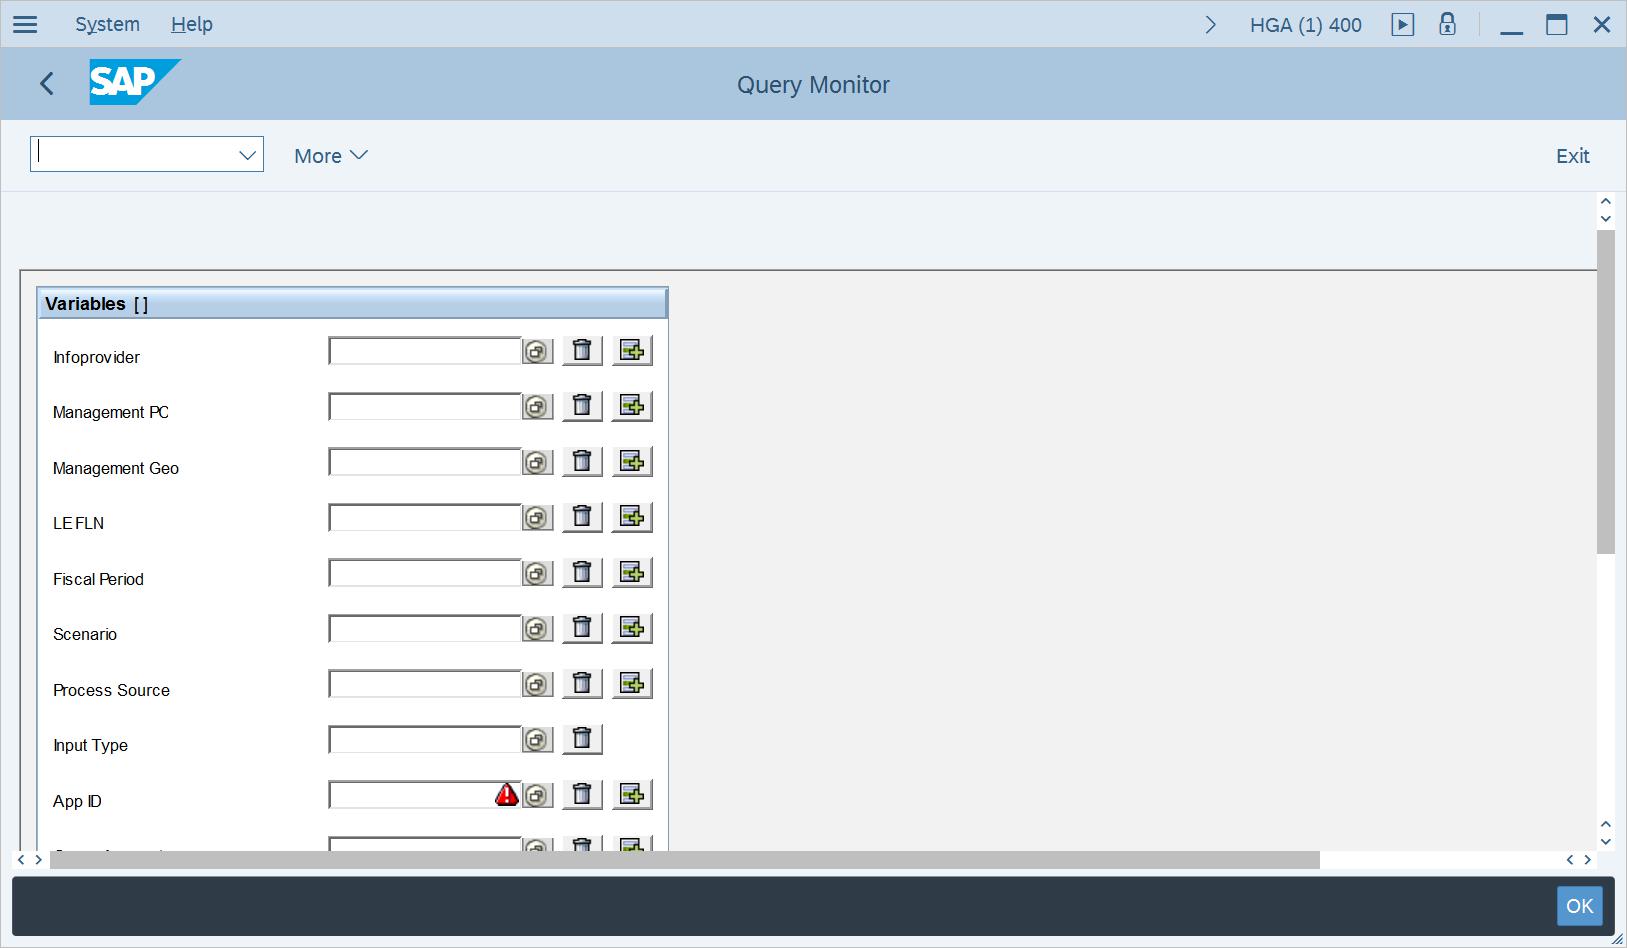 System Help HGA (1) 400
SAP Query Monitor
More Exit
Variables [ ]
Infoprovider
Management PC
Management Geo
LE FLN
Fiscal Period
Scenario
Process Source
Input Type
App ID
OK